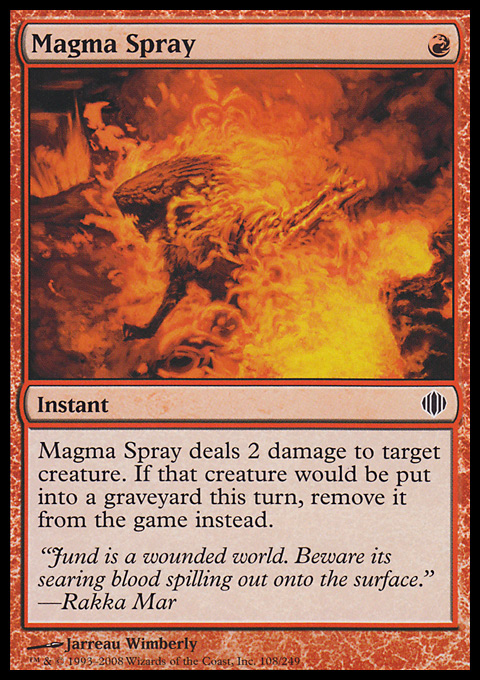 Magma Spray
Instant
Magma Spray deals 2 damage to target
creature. If that creature would be put
into a graveyard this turn, remove it
from the game instead.
“Jund is a wounded world. Beware its
searing blood spilling out onto the surface.”
—Rakka Mar
Jarreau Wimberly
™ & © 1993–2008 Wizards of the Coast, Inc. 108/249